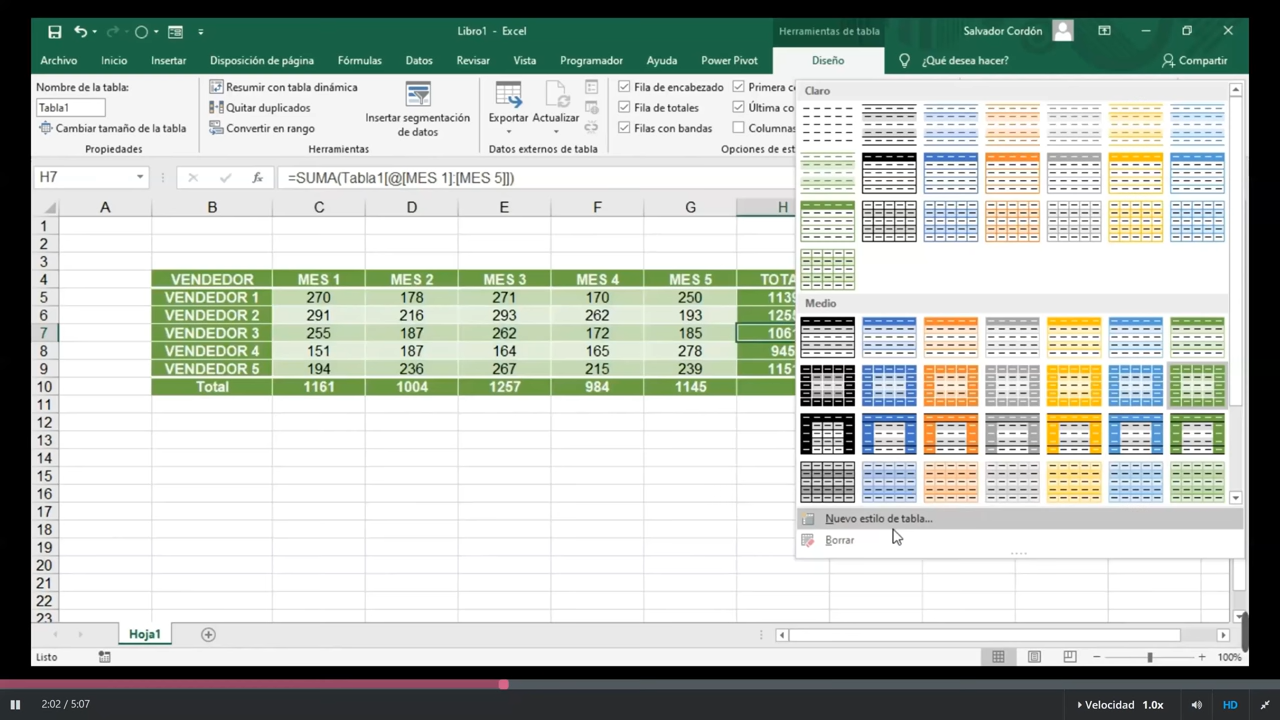 Libro1 - Excel
Herramientas de tabla
Salvador Cordón
Archivo
Inicio
Insertar
Disposición de página
Fórmulas
Datos
Revisar
Vista
Programador
Ayuda
Power Pivot
Diseño
¿Qué desea hacer?
Compartir
Nombre de la tabla:
Tabla1
Cambiar tamaño de la tabla
Propiedades
Resumir con tabla dinámica
Quitar duplicados
Convertir en rango
Insertar segmentación
de datos
Herramientas
Exportar
Actualizar
Datos externos de tabla
Fila de encabezado
Fila de totales
Filas con bandas
Primera c
Última co
Columnas
Opciones de est
Claro
Medio
Nuevo estilo de tabla...
Borrar
H7
fx
=SUMA(Tabla1[@[MES 1]:[MES 5]])
A B C D E F G H
1
2
3
4 VENDEDOR MES 1 MES 2 MES 3 MES 4 MES 5 TOTA
5 VENDEDOR 1 270 178 271 170 250 1139
6 VENDEDOR 2 291 216 293 262 193 1255
7 VENDEDOR 3 255 187 262 172 185 1061
8 VENDEDOR 4 151 187 164 165 278 945
9 VENDEDOR 5 194 236 267 215 239 1151
10 Total 1161 1004 1257 984 1145
11
12
13
14
15
16
17
18
19
20
21
22
23
Hoja1
Listo
100%
2:02 / 5:07
Velocidad 1.0x
HD